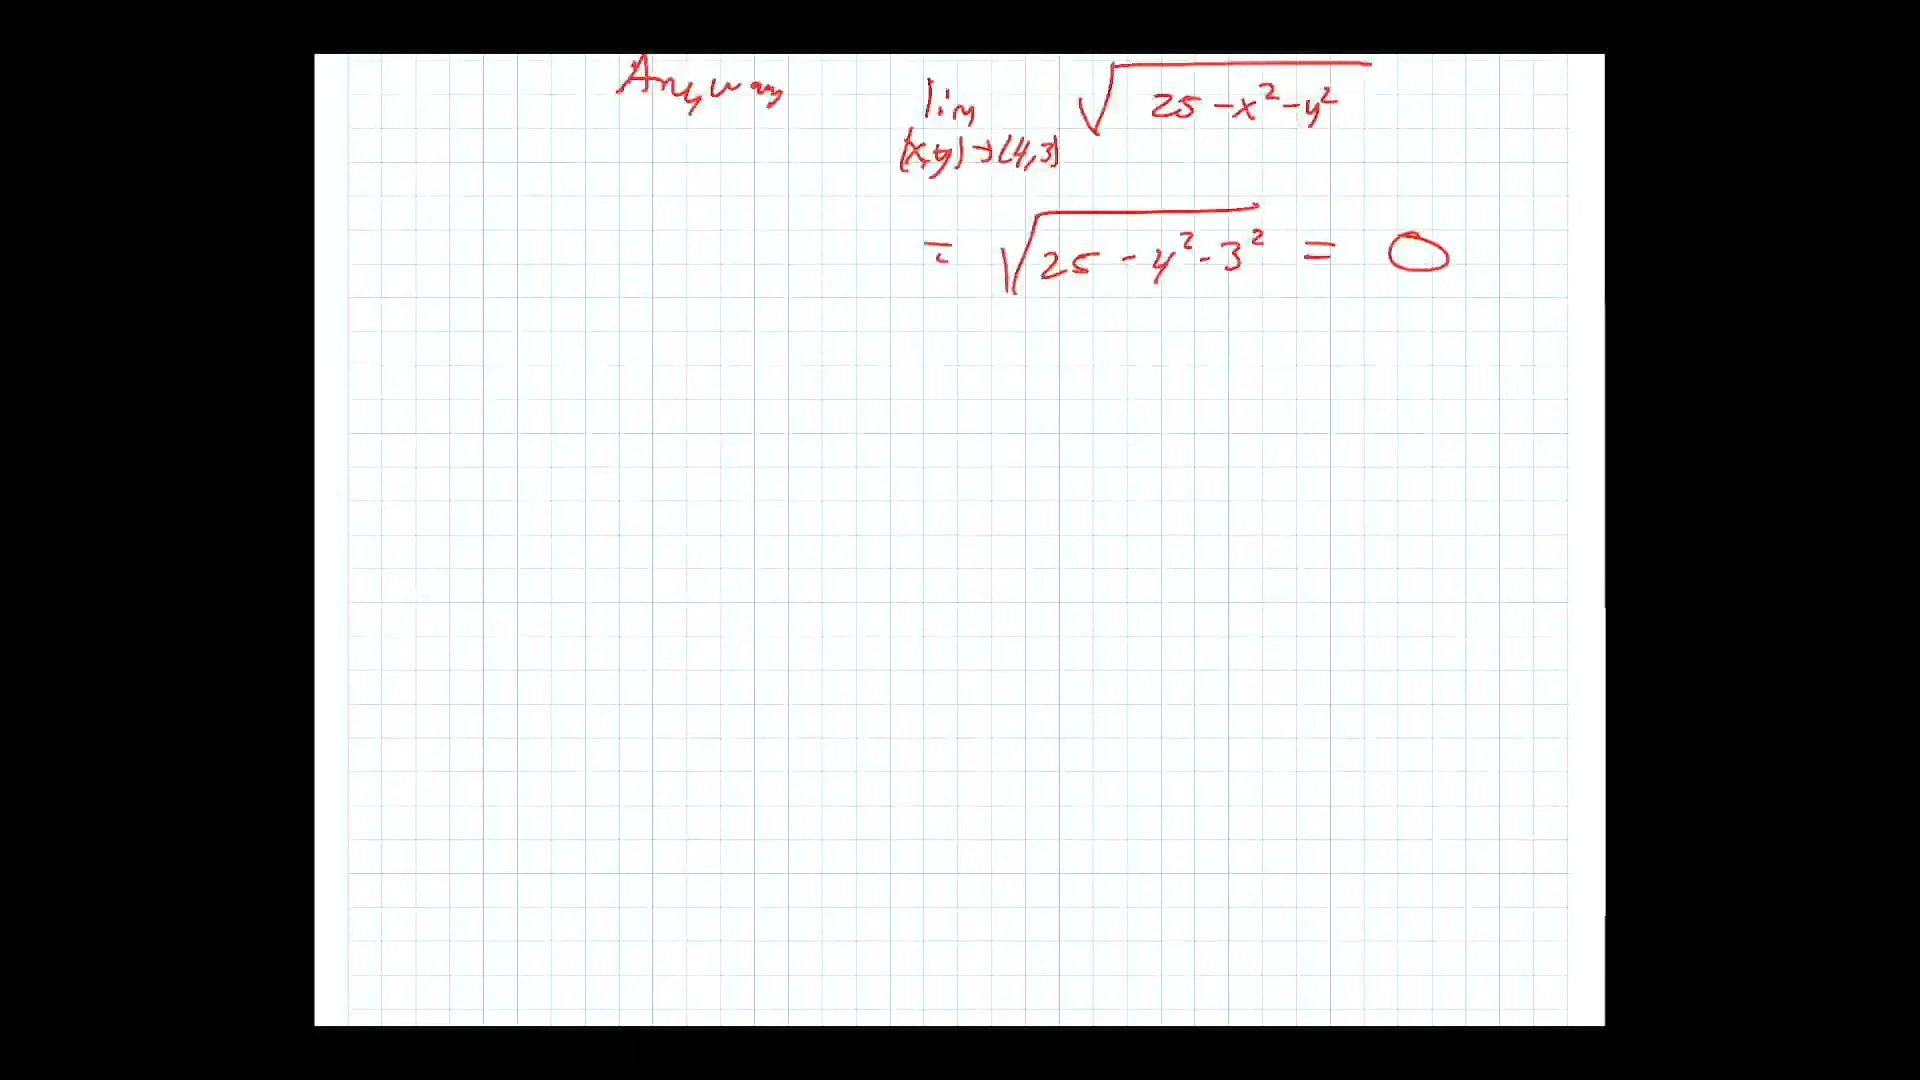 Anyway lim √(25 - x² - y²)
(x,y) → (4,3)
= √(25 - 4² - 3²) = 0